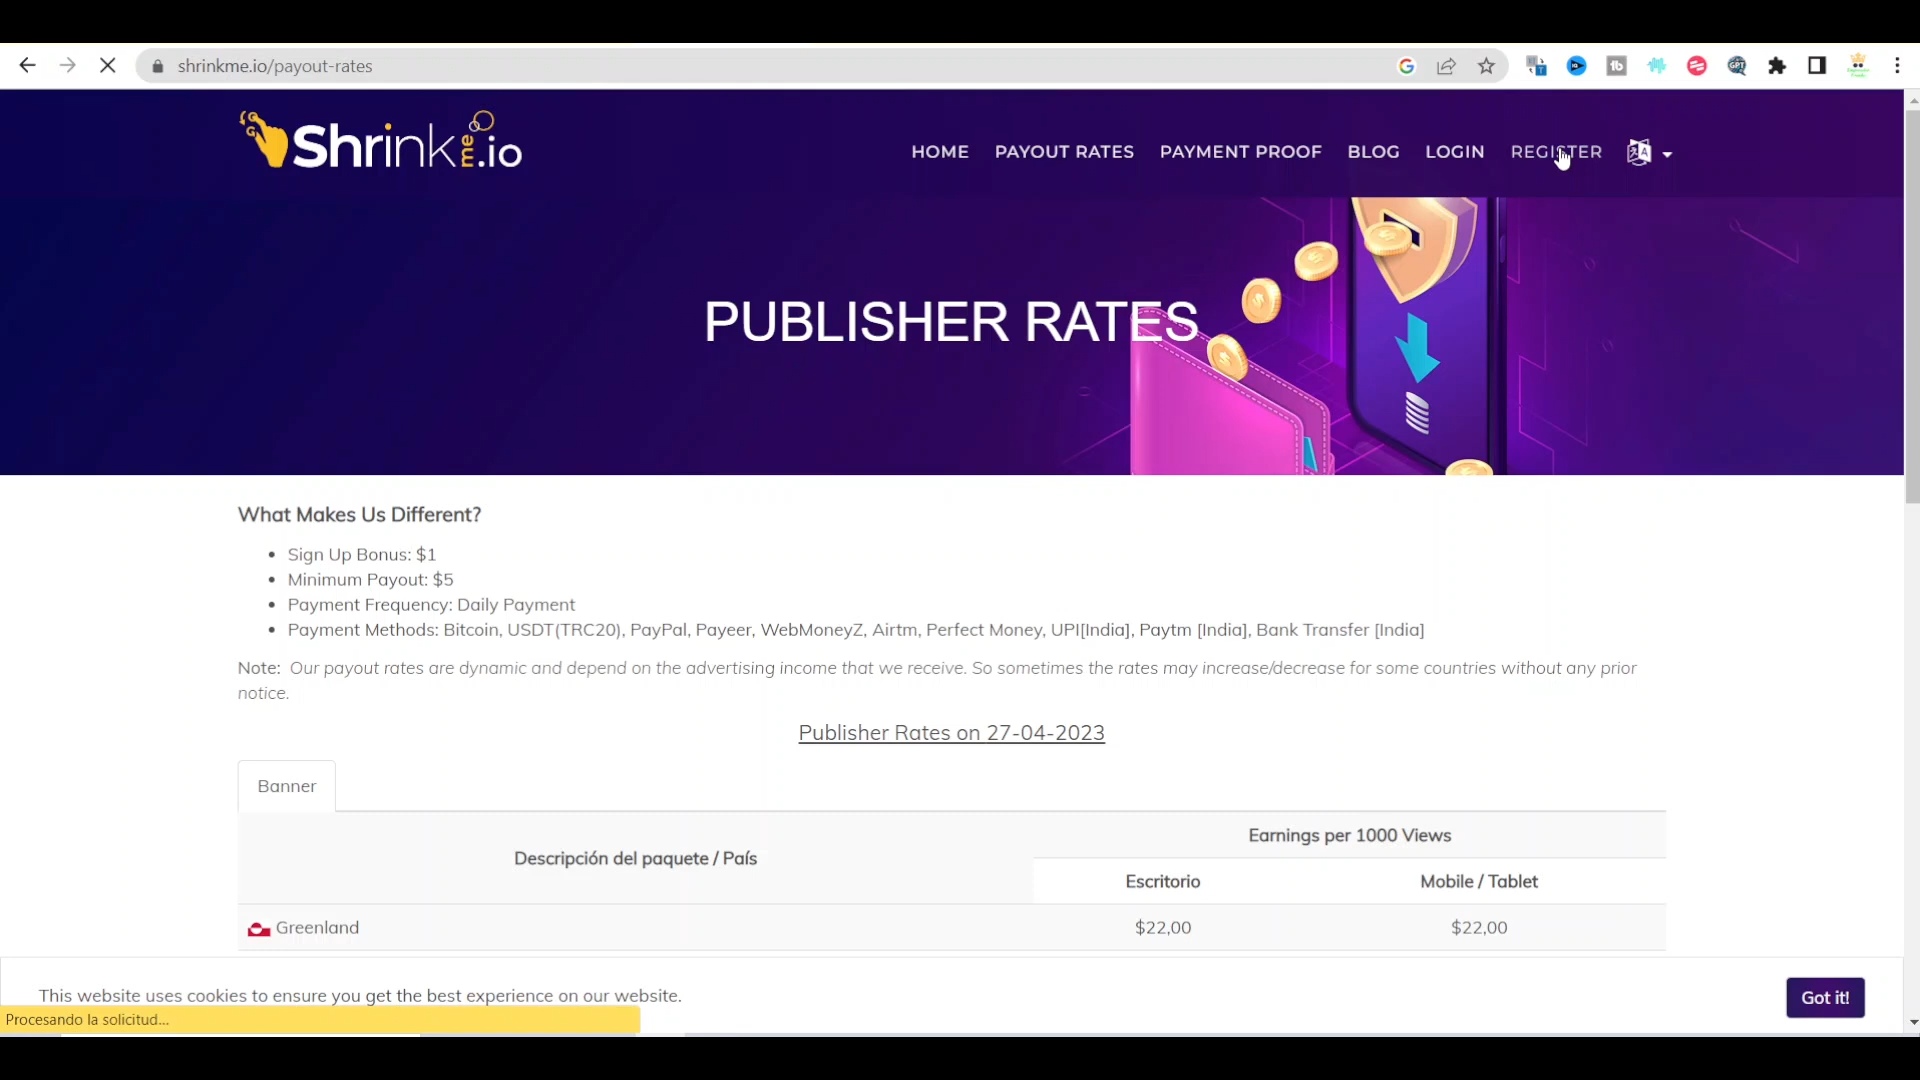 shrinkme.io/payout-rates
Shrinkme.io
HOME PAYOUT RATES PAYMENT PROOF BLOG LOGIN REGISTER
PUBLISHER RATES
What Makes Us Different?
• Sign Up Bonus: $1
• Minimum Payout: $5
• Payment Frequency: Daily Payment
• Payment Methods: Bitcoin, USDT(TRC20), PayPal, Payeer, WebMoneyZ, Airtm, Perfect Money, UPI[India], Paytm [India], Bank Transfer [India]
Note: Our payout rates are dynamic and depend on the advertising income that we receive. So sometimes the rates may increase/decrease for some countries without any prior
notice.
Publisher Rates on 27-04-2023
Banner
Descripción del paquete / País
Earnings per 1000 Views
Escritorio Mobile / Tablet
Greenland $22,00 $22,00
This website uses cookies to ensure you get the best experience on our website.
Got it!
Procesando la solicitud...